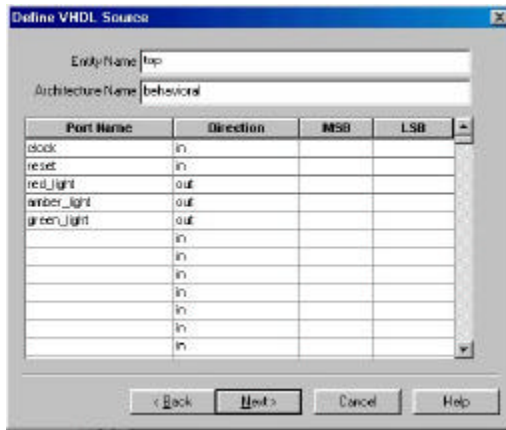 Define VHDL Source
Entity Name top
Architecture Name behavioral
Port Name Direction MSB LSB
clock in
reset in
red_light out
amber_light out
green_light out
in
in
in
in
in
in
in
< Back Next > Cancel Help